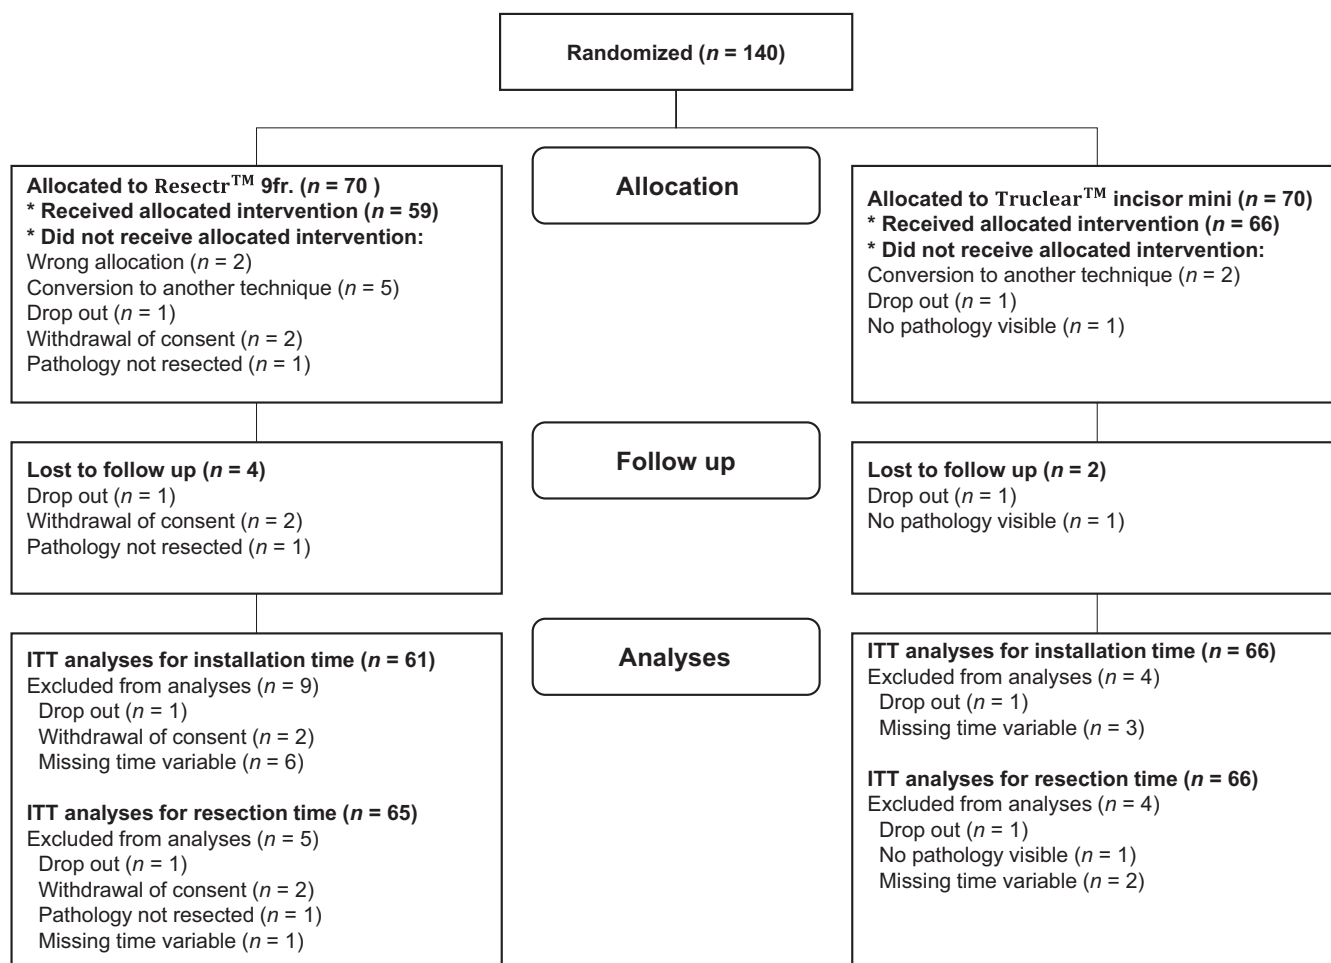 Randomized (n = 140)
Allocation
Allocated to Resectr™ 9fr. (n = 70 )
* Received allocated intervention (n = 59)
* Did not receive allocated intervention:
Wrong allocation (n = 2)
Conversion to another technique (n = 5)
Drop out (n = 1)
Withdrawal of consent (n = 2)
Pathology not resected (n = 1)
Allocated to Truclear™ incisor mini (n = 70)
* Received allocated intervention (n = 66)
* Did not receive allocated intervention:
Conversion to another technique (n = 2)
Drop out (n = 1)
No pathology visible (n = 1)
Follow up
Lost to follow up (n = 4)
Drop out (n = 1)
Withdrawal of consent (n = 2)
Pathology not resected (n = 1)
Lost to follow up (n = 2)
Drop out (n = 1)
No pathology visible (n = 1)
Analyses
ITT analyses for installation time (n = 61)
Excluded from analyses (n = 9)
Drop out (n = 1)
Withdrawal of consent (n = 2)
Missing time variable (n = 6)
ITT analyses for resection time (n = 65)
Excluded from analyses (n = 5)
Drop out (n = 1)
Withdrawal of consent (n = 2)
Pathology not resected (n = 1)
Missing time variable (n = 1)
ITT analyses for installation time (n = 66)
Excluded from analyses (n = 4)
Drop out (n = 1)
Missing time variable (n = 3)
ITT analyses for resection time (n = 66)
Excluded from analyses (n = 4)
Drop out (n = 1)
No pathology visible (n = 1)
Missing time variable (n = 2)